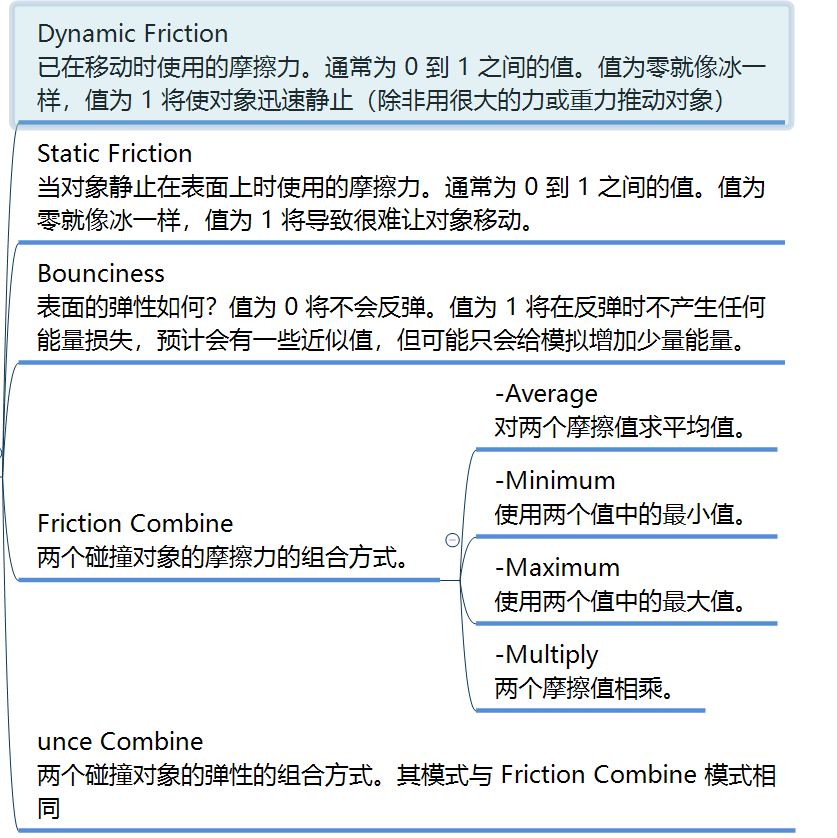 Dynamic Friction
已在移动时使用的摩擦力。通常为 0 到 1 之间的值。值为零就像冰一
样，值为 1 将使对象迅速静止（除非用很大的力或重力推动对象）
Static Friction
当对象静止在表面上时使用的摩擦力。通常为 0 到 1 之间的值。值为
零就像冰一样，值为 1 将导致很难让对象移动。
Bounciness
表面的弹性如何？值为 0 将不会反弹。值为 1 将在反弹时不产生任何
能量损失，预计会有一些近似值，但可能只会给模拟增加少量能量。
Friction Combine
两个碰撞对象的摩擦力的组合方式。
-Average
对两个摩擦值求平均值。
-Minimum
使用两个值中的最小值。
-Maximum
使用两个值中的最大值。
-Multiply
两个摩擦值相乘。
unce Combine
两个碰撞对象的弹性的组合方式。其模式与 Friction Combine 模式相
同